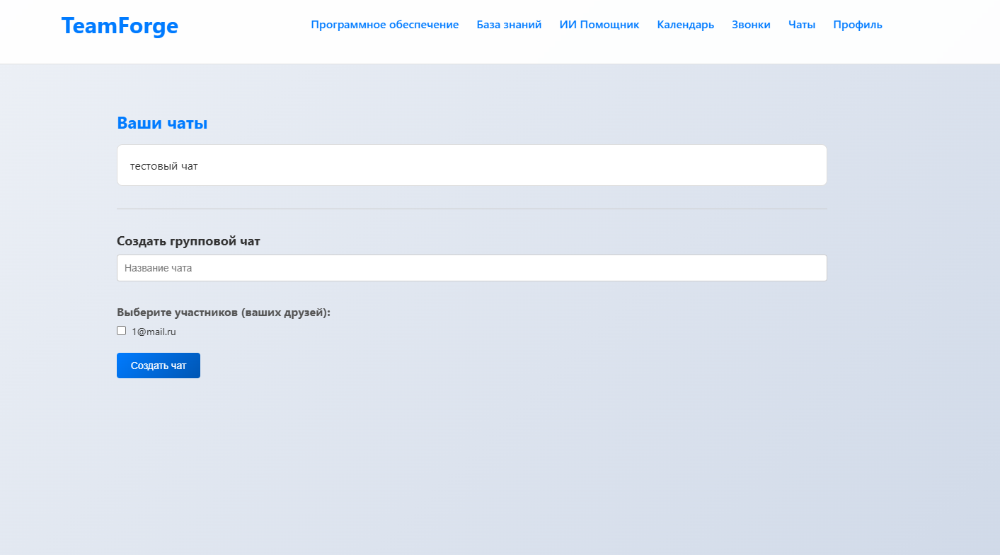 TeamForge
Программное обеспечение База знаний ИИ Помощник Календарь Звонки Чаты Профиль
Ваши чаты
тестовый чат
Создать групповой чат
Название чата
Выберите участников (ваших друзей):
1@mail.ru
Создать чат